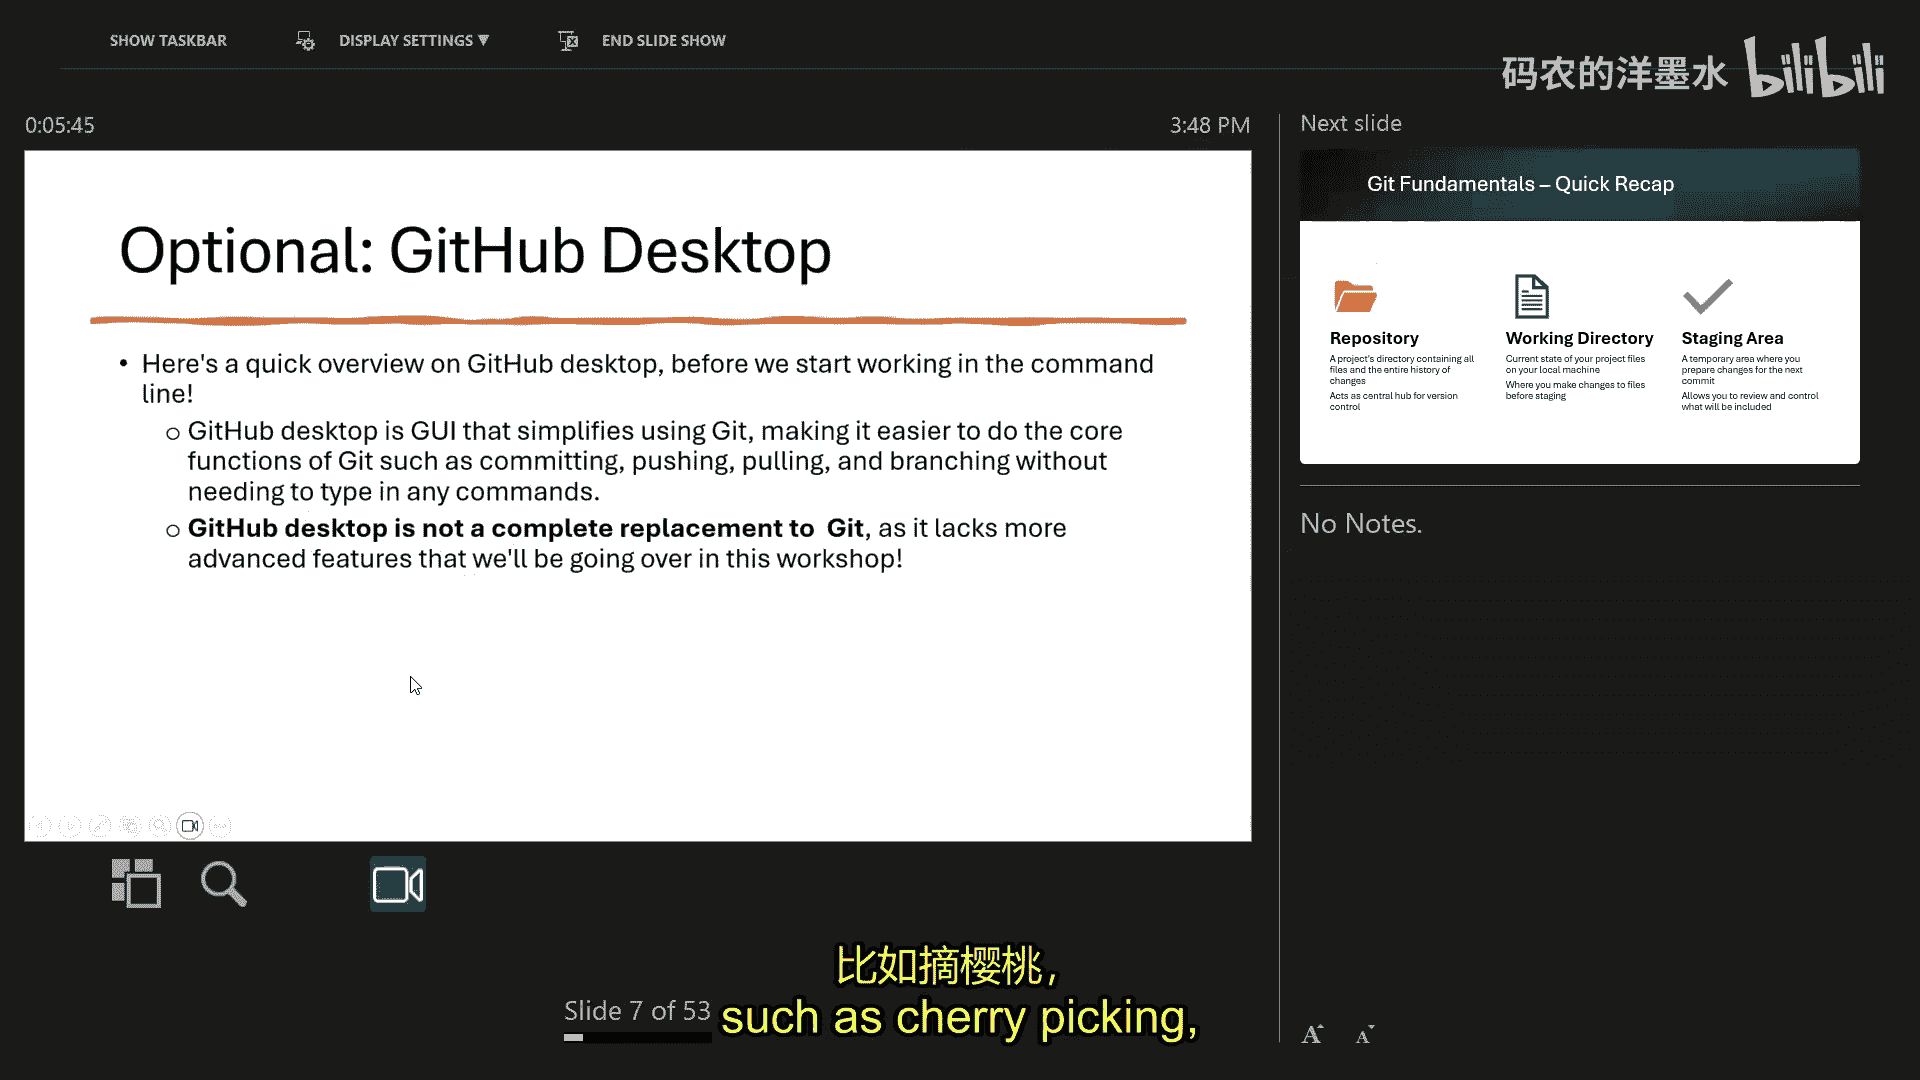 SHOW TASKBAR
DISPLAY SETTINGS ▼
END SLIDE SHOW
码农的洋墨水 bilibili
0:05:45
3:48 PM
Optional: GitHub Desktop
• Here's a quick overview on GitHub desktop, before we start working in the command
line!
o GitHub desktop is GUI that simplifies using Git, making it easier to do the core
functions of Git such as committing, pushing, pulling, and branching without
needing to type in any commands.
o GitHub desktop is not a complete replacement to Git, as it lacks more
advanced features that we'll be going over in this workshop!
Next slide
Git Fundamentals – Quick Recap
Repository
A project's directory containing all
files and the entire history of
changes
Acts as central hub for version
control
Working Directory
Current state of your project files
on your local machine
Where you make changes to files
before staging
Staging Area
A temporary area where you
prepare changes for the next
commit
Allows you to review and control
what will be included
No Notes.
比如摘樱桃，
Slide 7 of 53
such as cherry picking,
A A